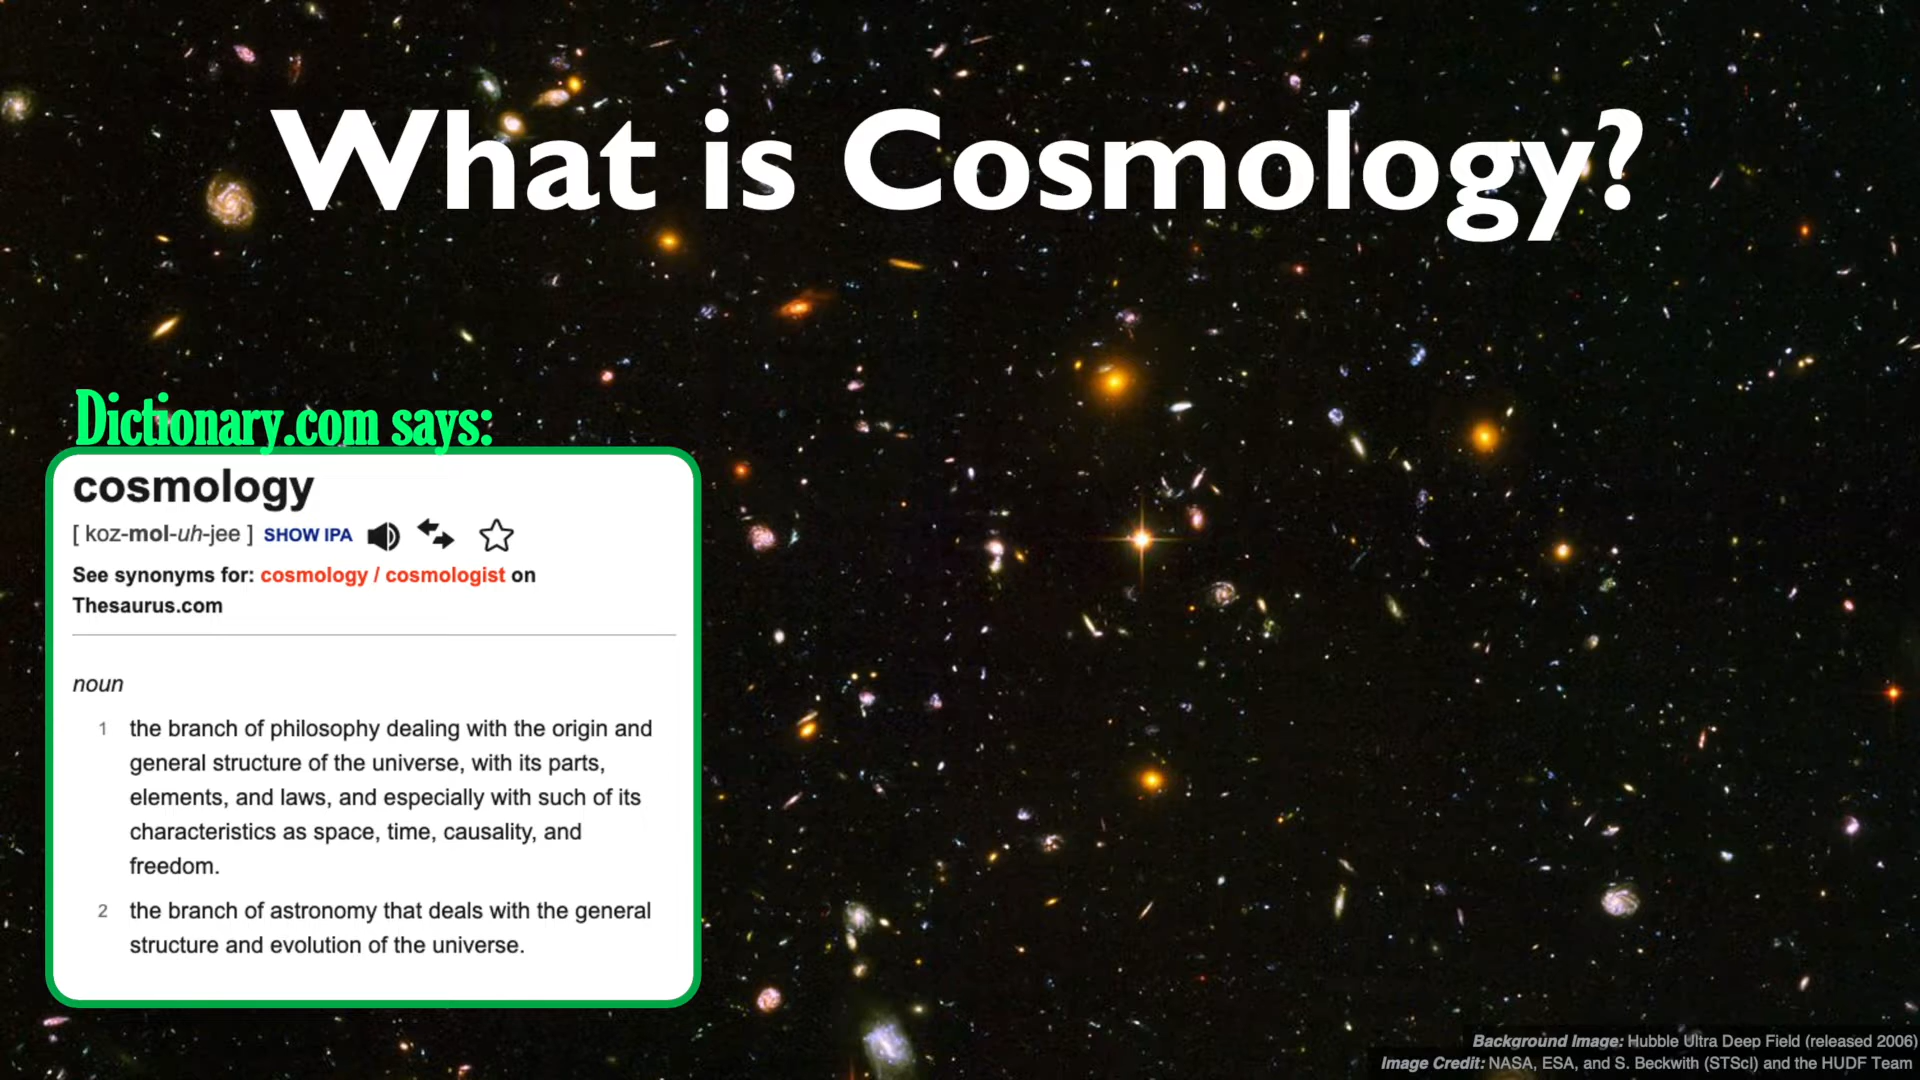 What is Cosmology?
Dictionary.com says:
cosmology
[ koz-mol-uh-jee ] SHOW IPA
See synonyms for: cosmology / cosmologist on
Thesaurus.com
noun
1 the branch of philosophy dealing with the origin and
general structure of the universe, with its parts,
elements, and laws, and especially with such of its
characteristics as space, time, causality, and
freedom.
2 the branch of astronomy that deals with the general
structure and evolution of the universe.
Background Image: Hubble Ultra Deep Field (released 2006)
Image Credit: NASA, ESA, and S. Beckwith (STScI) and the HUDF Team